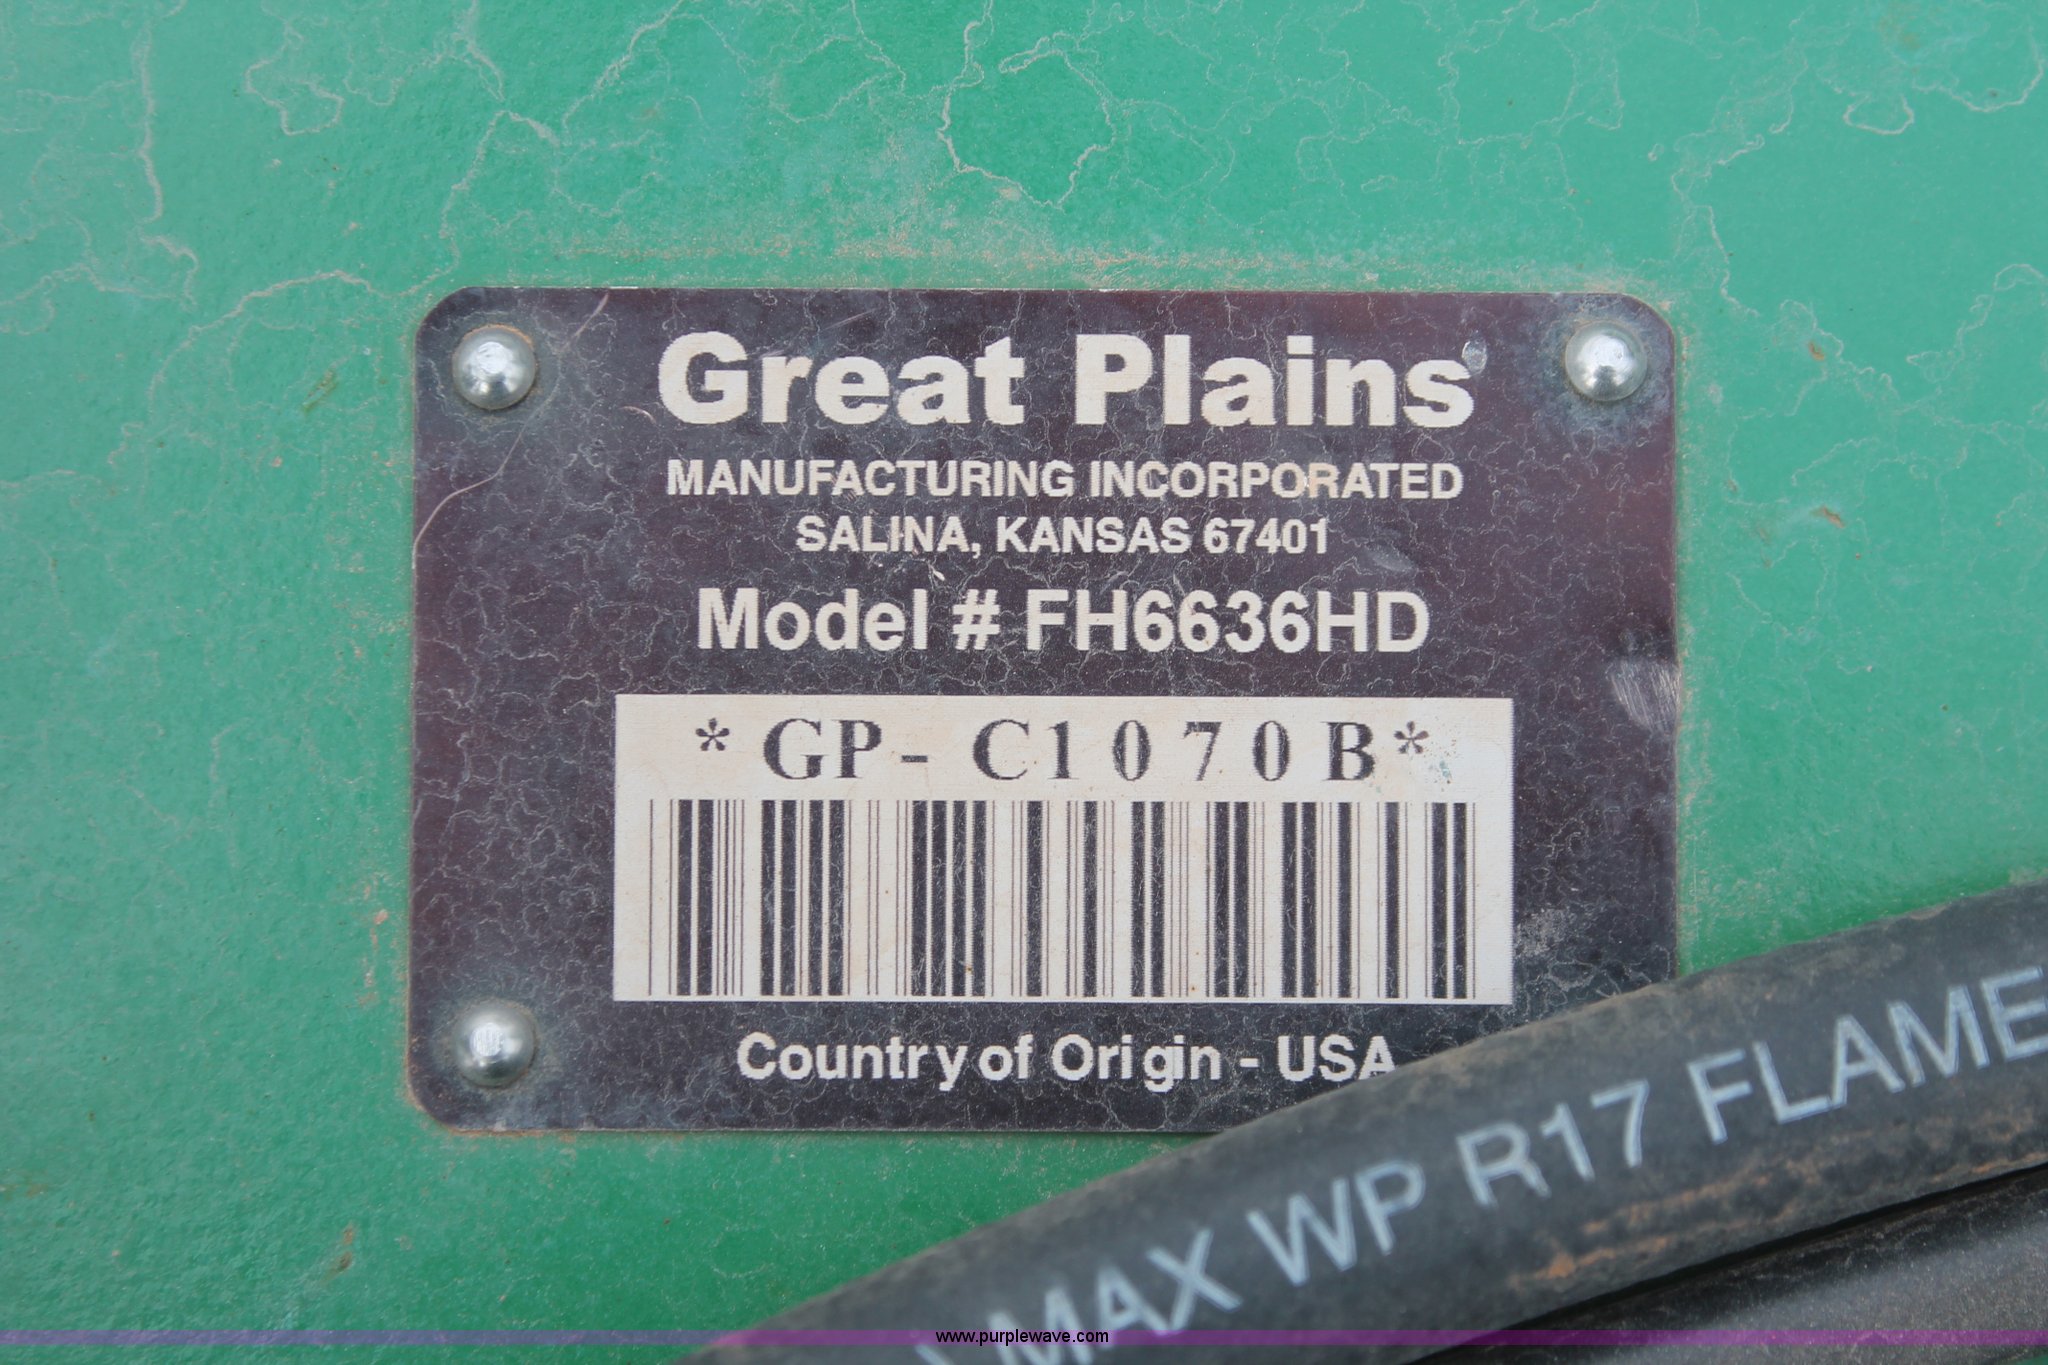 Great Plains
MANUFACTURING INCORPORATED
SALINA, KANSAS 67401
Model # FH6636HD
*GP-C1070B*
Country of Origin - USA
MAX WP R17 FLAME
www.purplewave.com